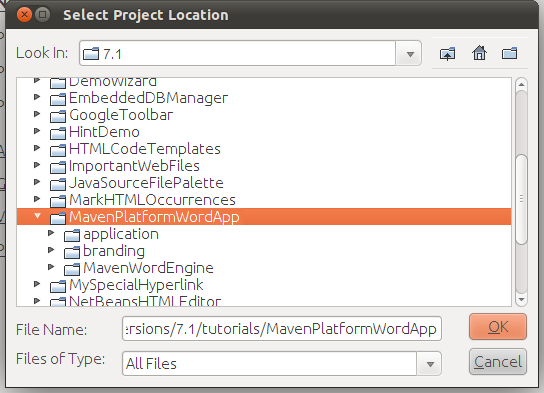 Select Project Location
Look In: 7.1
DemoWizard
EmbeddedDBManager
GoogleToolbar
HintDemo
HTMLCodeTemplates
ImportantWebFiles
JavaSourceFilePalette
MarkHTMLOccurrences
MavenPlatformWordApp
application
branding
MavenWordEngine
MySpecialHyperlink
NetBeansHTMLEditor
File Name: rsions/7.1/tutorials/MavenPlatformWordApp
OK
Files of Type: All Files
Cancel